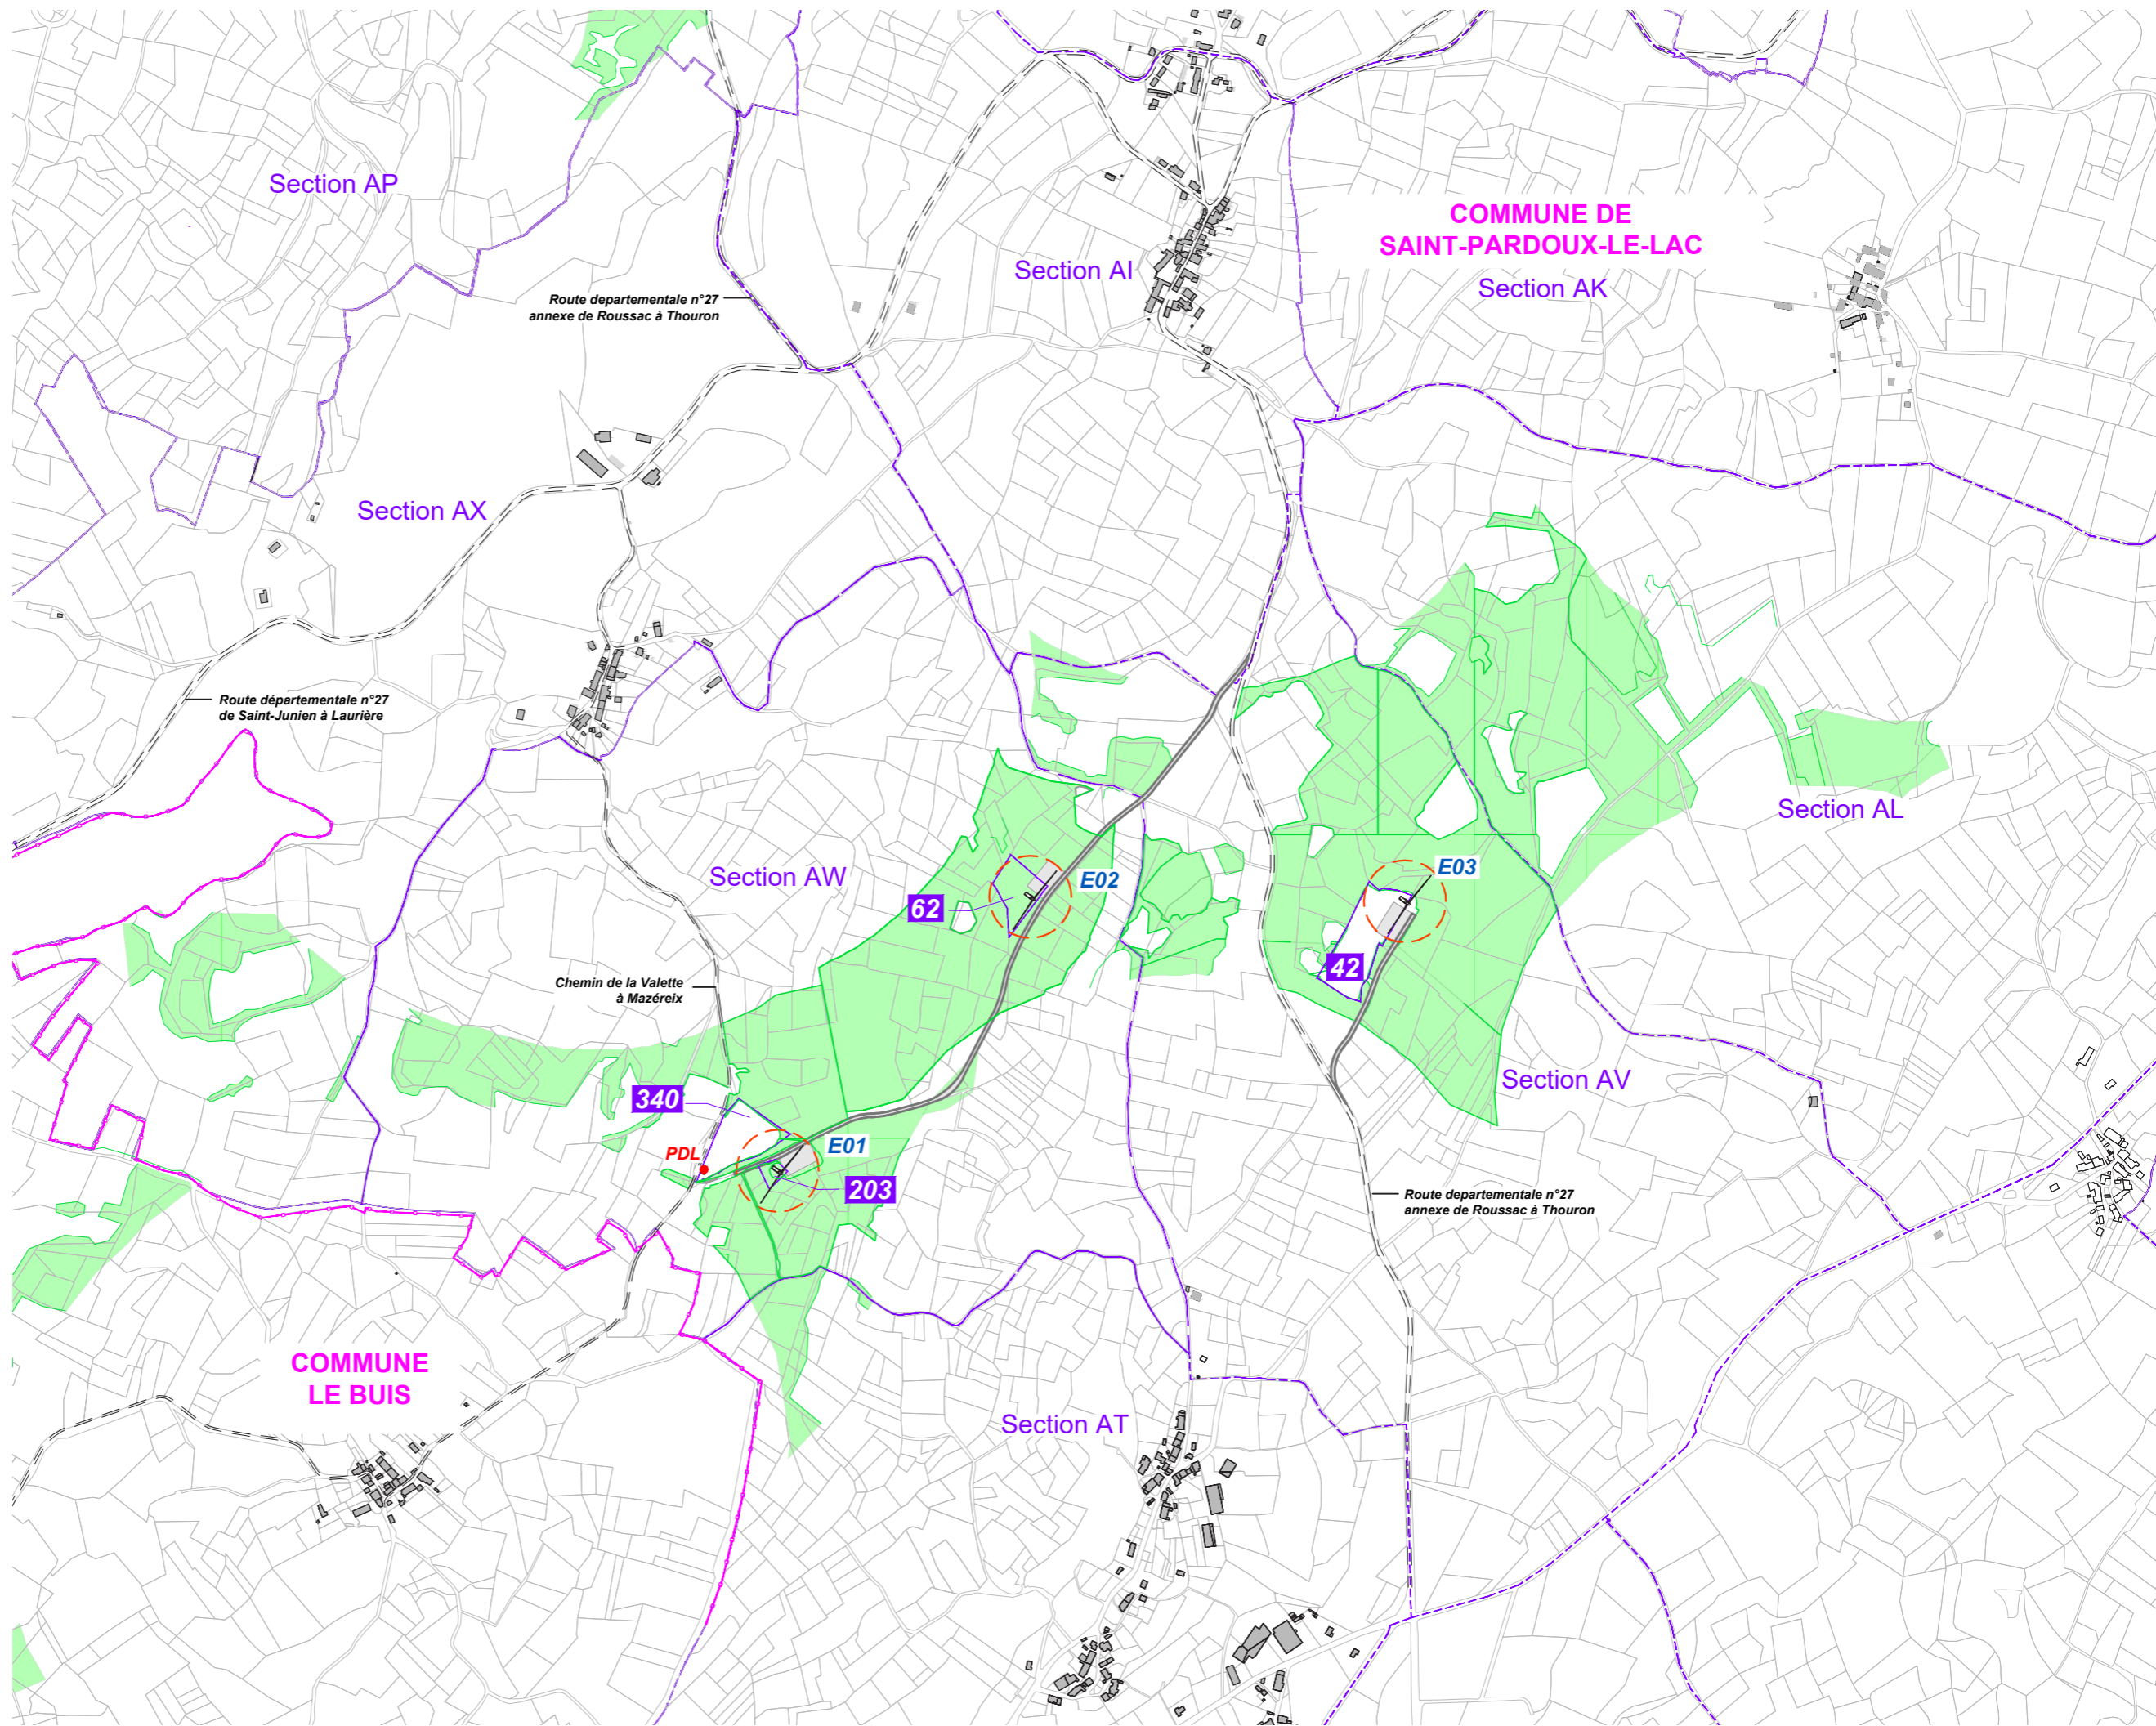 Section AP
COMMUNE DE
SAINT-PARDOUX-LE-LAC
Section AI
Section AK
Route departementale n°27
annexe de Roussac à Thouron
Section AX
Route départementale n°27
de Saint-Junien à Laurière
Section AL
Section AW
E02
E03
62
42
Chemin de la Valette
à Mazéreix
340
Section AV
PDL
E01
203
Route departementale n°27
annexe de Roussac à Thouron
COMMUNE
LE BUIS
Section AT